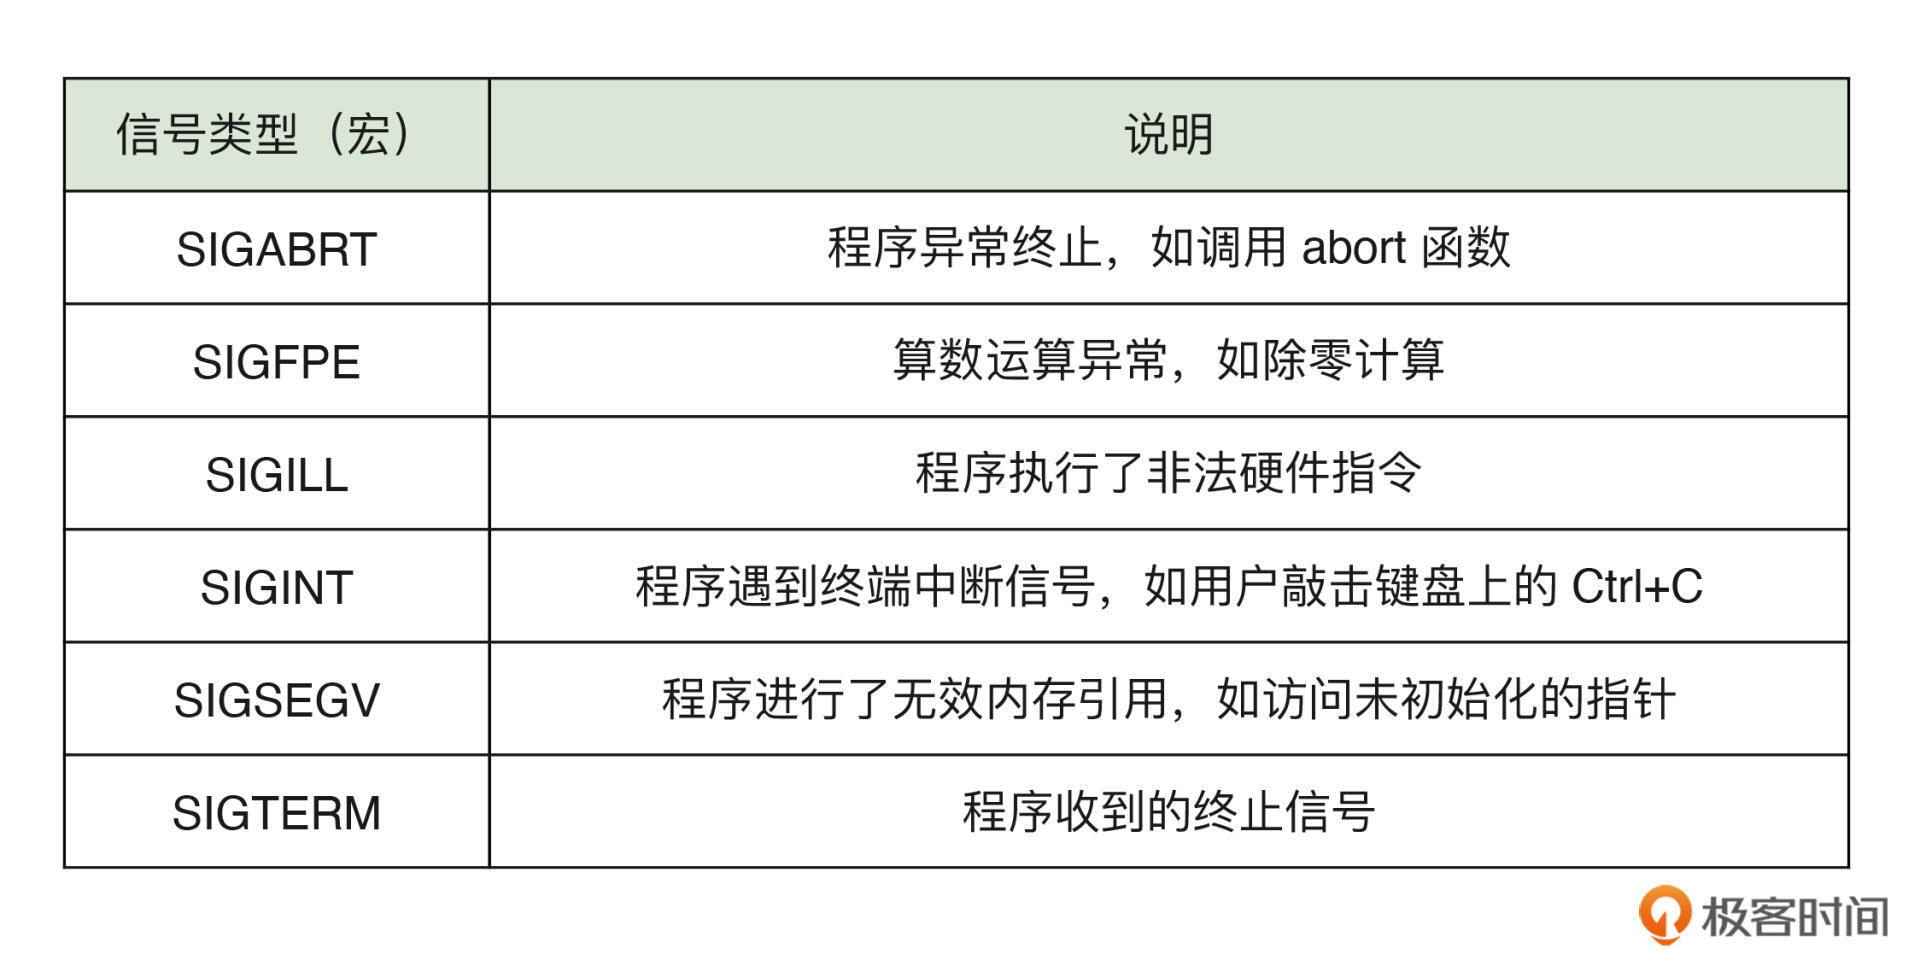 信号类型（宏） 说明
SIGABRT 程序异常终止，如调用 abort 函数
SIGFPE 算数运算异常，如除零计算
SIGILL 程序执行了非法硬件指令
SIGINT 程序遇到终端中断信号，如用户敲击键盘上的 Ctrl+C
SIGSEGV 程序进行了无效内存引用，如访问未初始化的指针
SIGTERM 程序收到的终止信号
极客时间